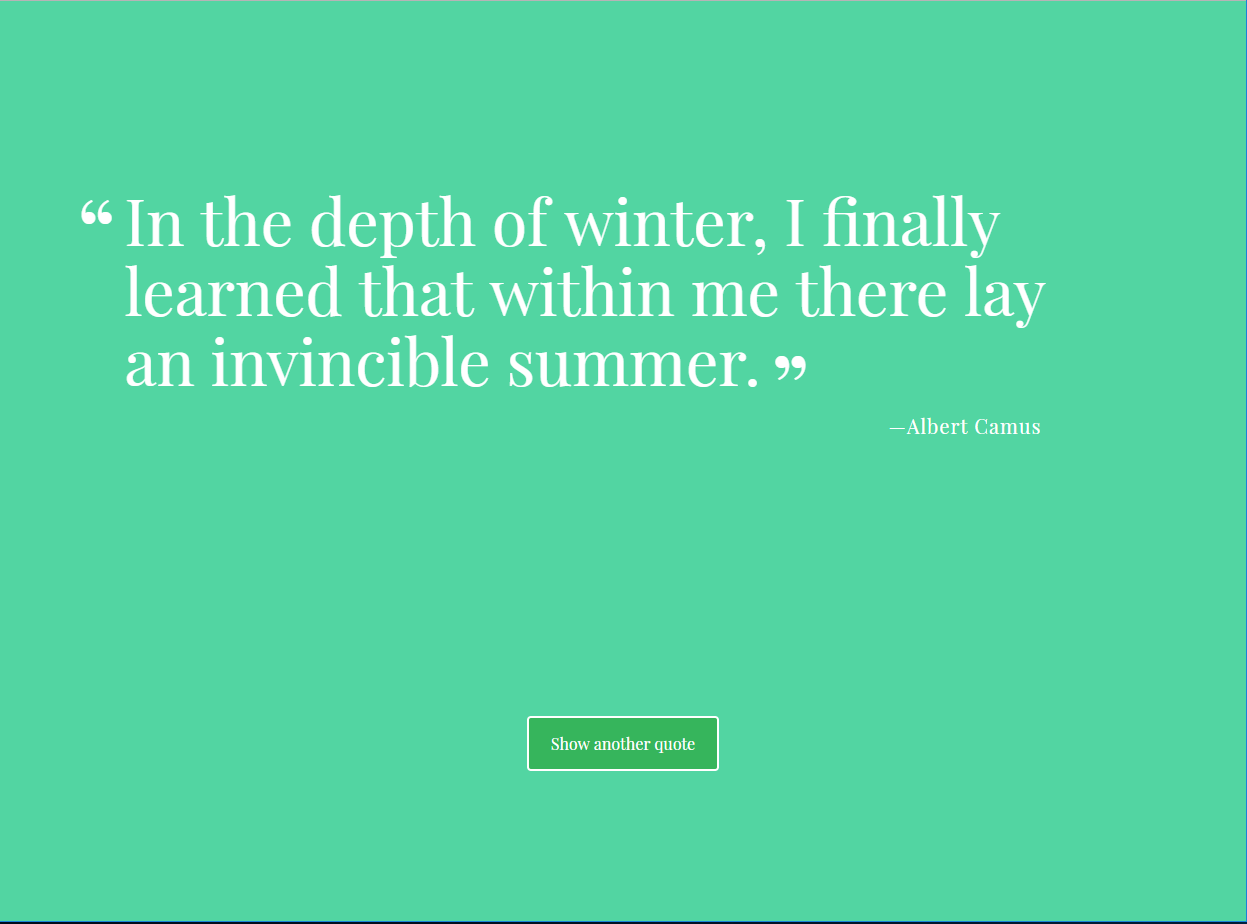 “In the depth of winter, I finally
learned that within me there lay
an invincible summer.”
—Albert Camus
Show another quote